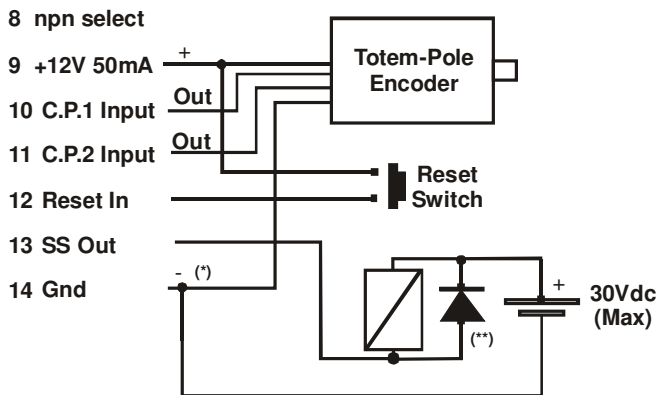 8 npn select
9 +12V 50mA +
10 C.P.1 Input Out
11 C.P.2 Input Out
12 Reset In
13 SS Out
14 Gnd - (*)
Totem-Pole
Encoder
Reset
Switch
(**)
+
30Vdc
(Max)